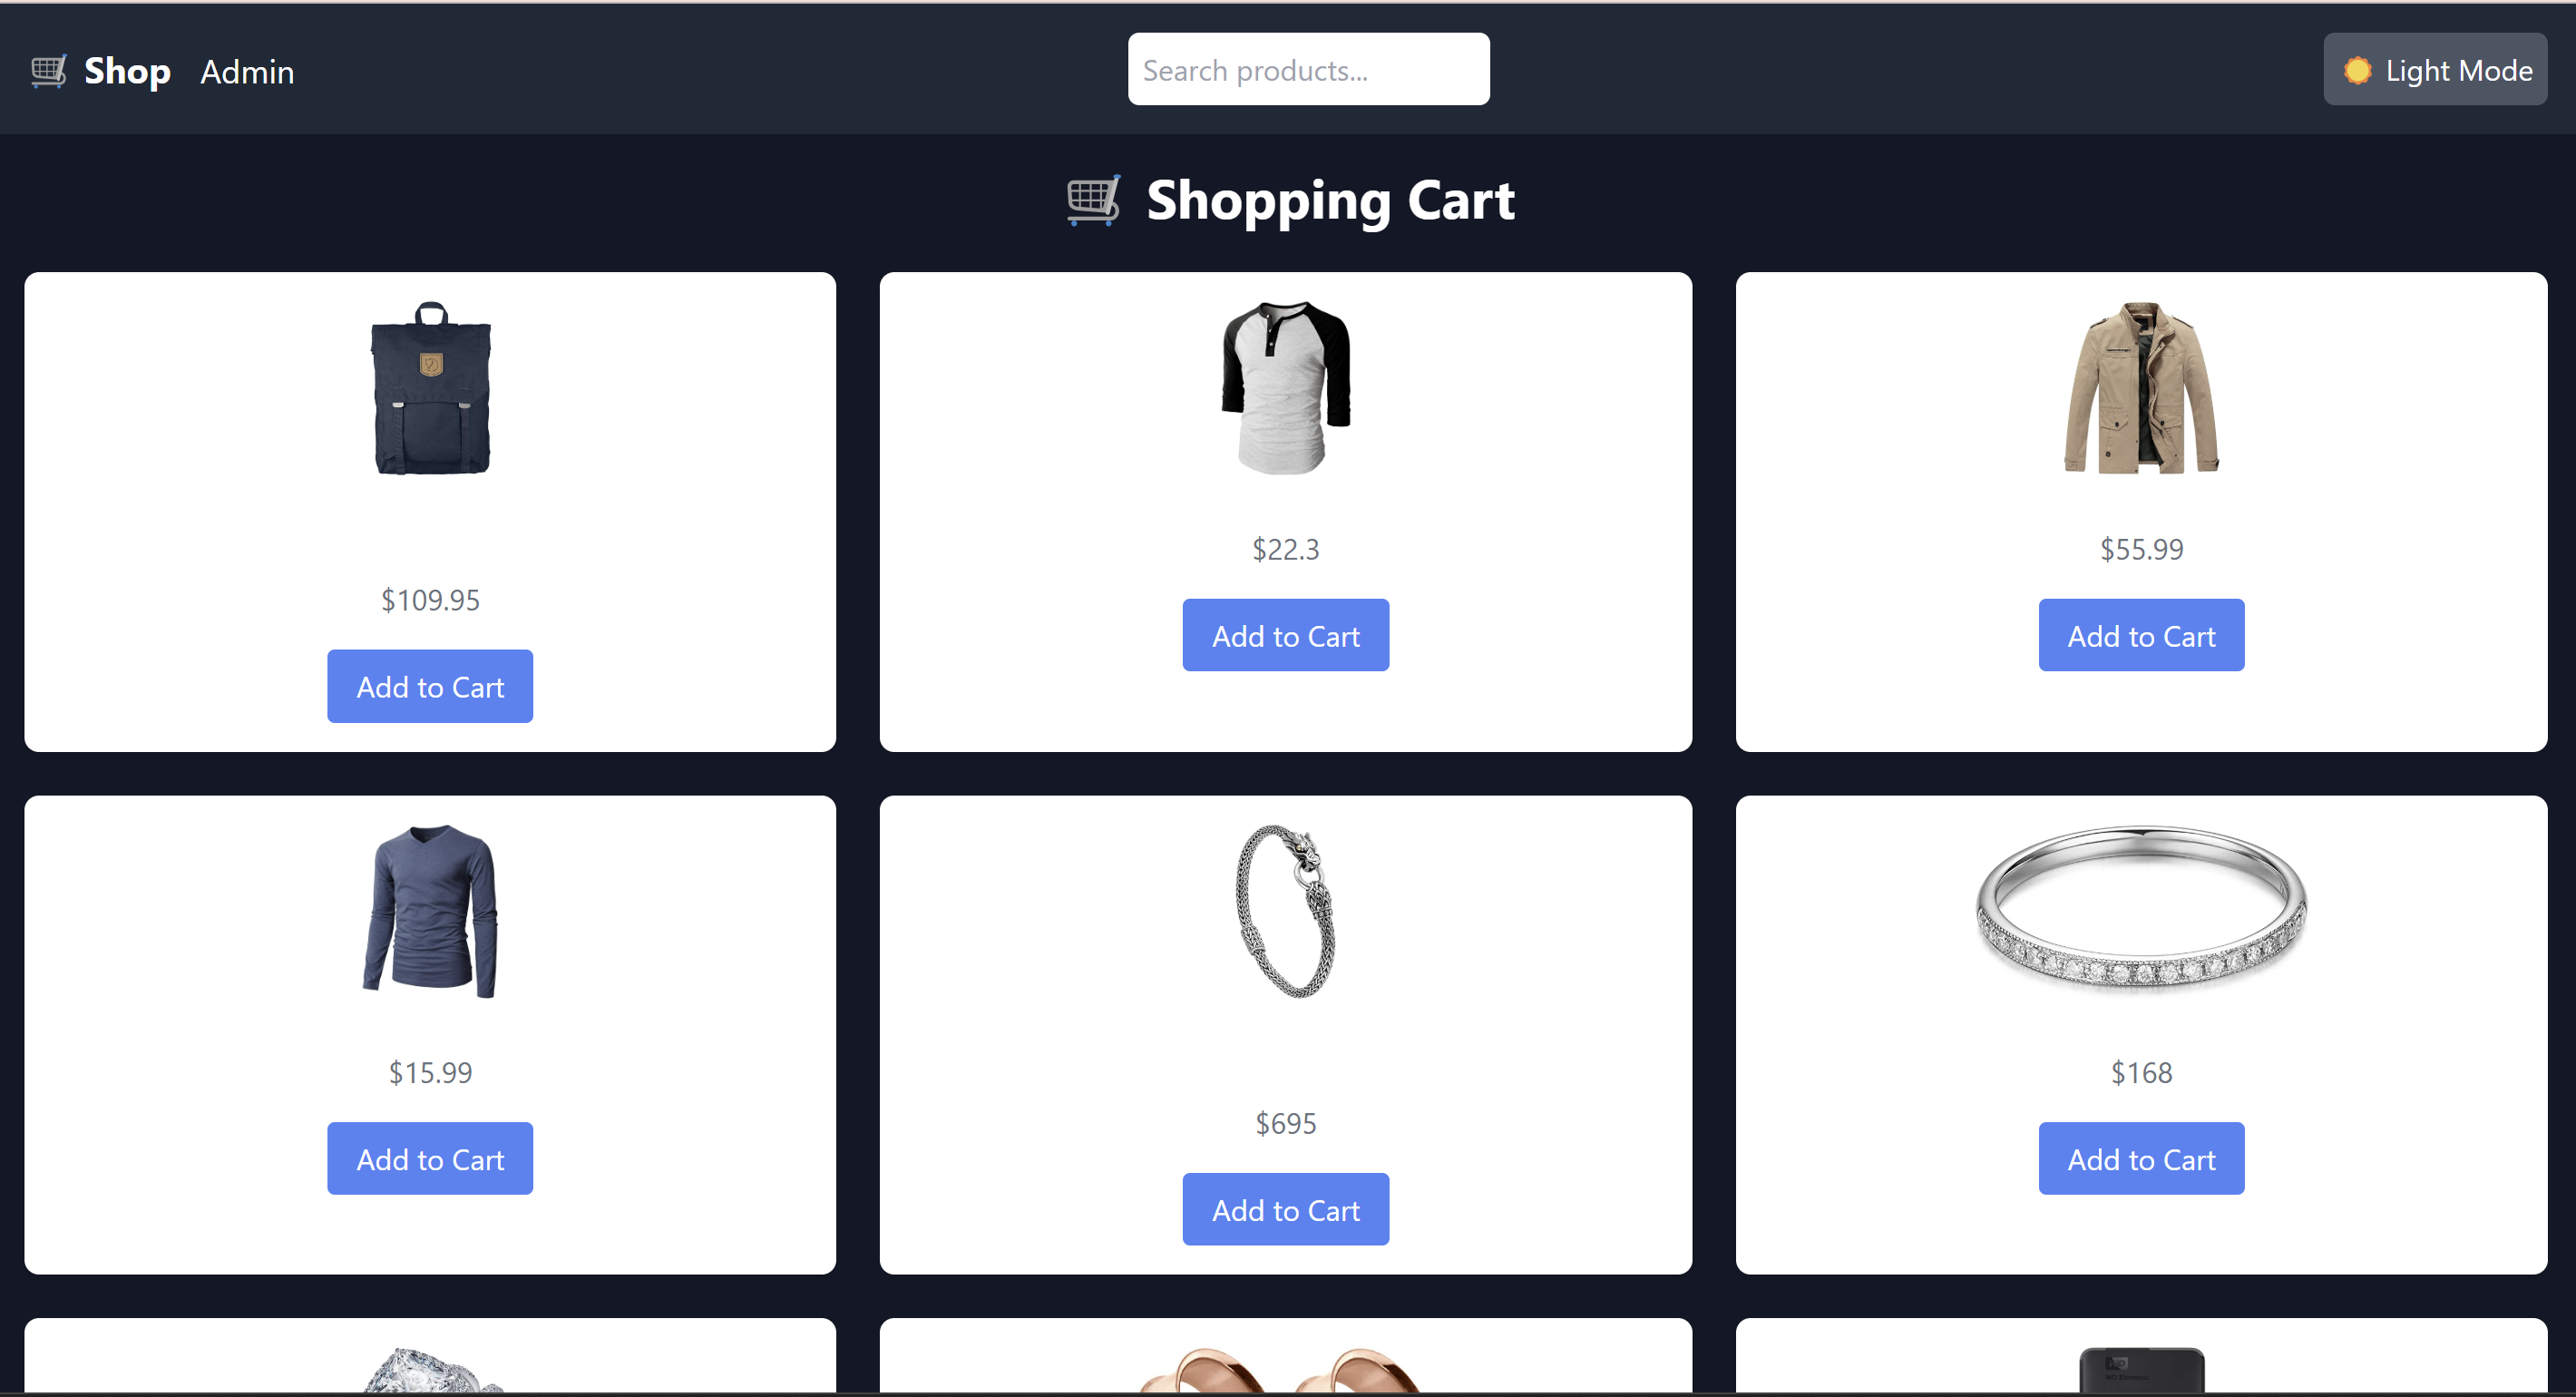 Shop Admin
Search products...
Light Mode
Shopping Cart
$109.95
Add to Cart
$22.3
Add to Cart
$55.99
Add to Cart
$15.99
Add to Cart
$695
Add to Cart
$168
Add to Cart